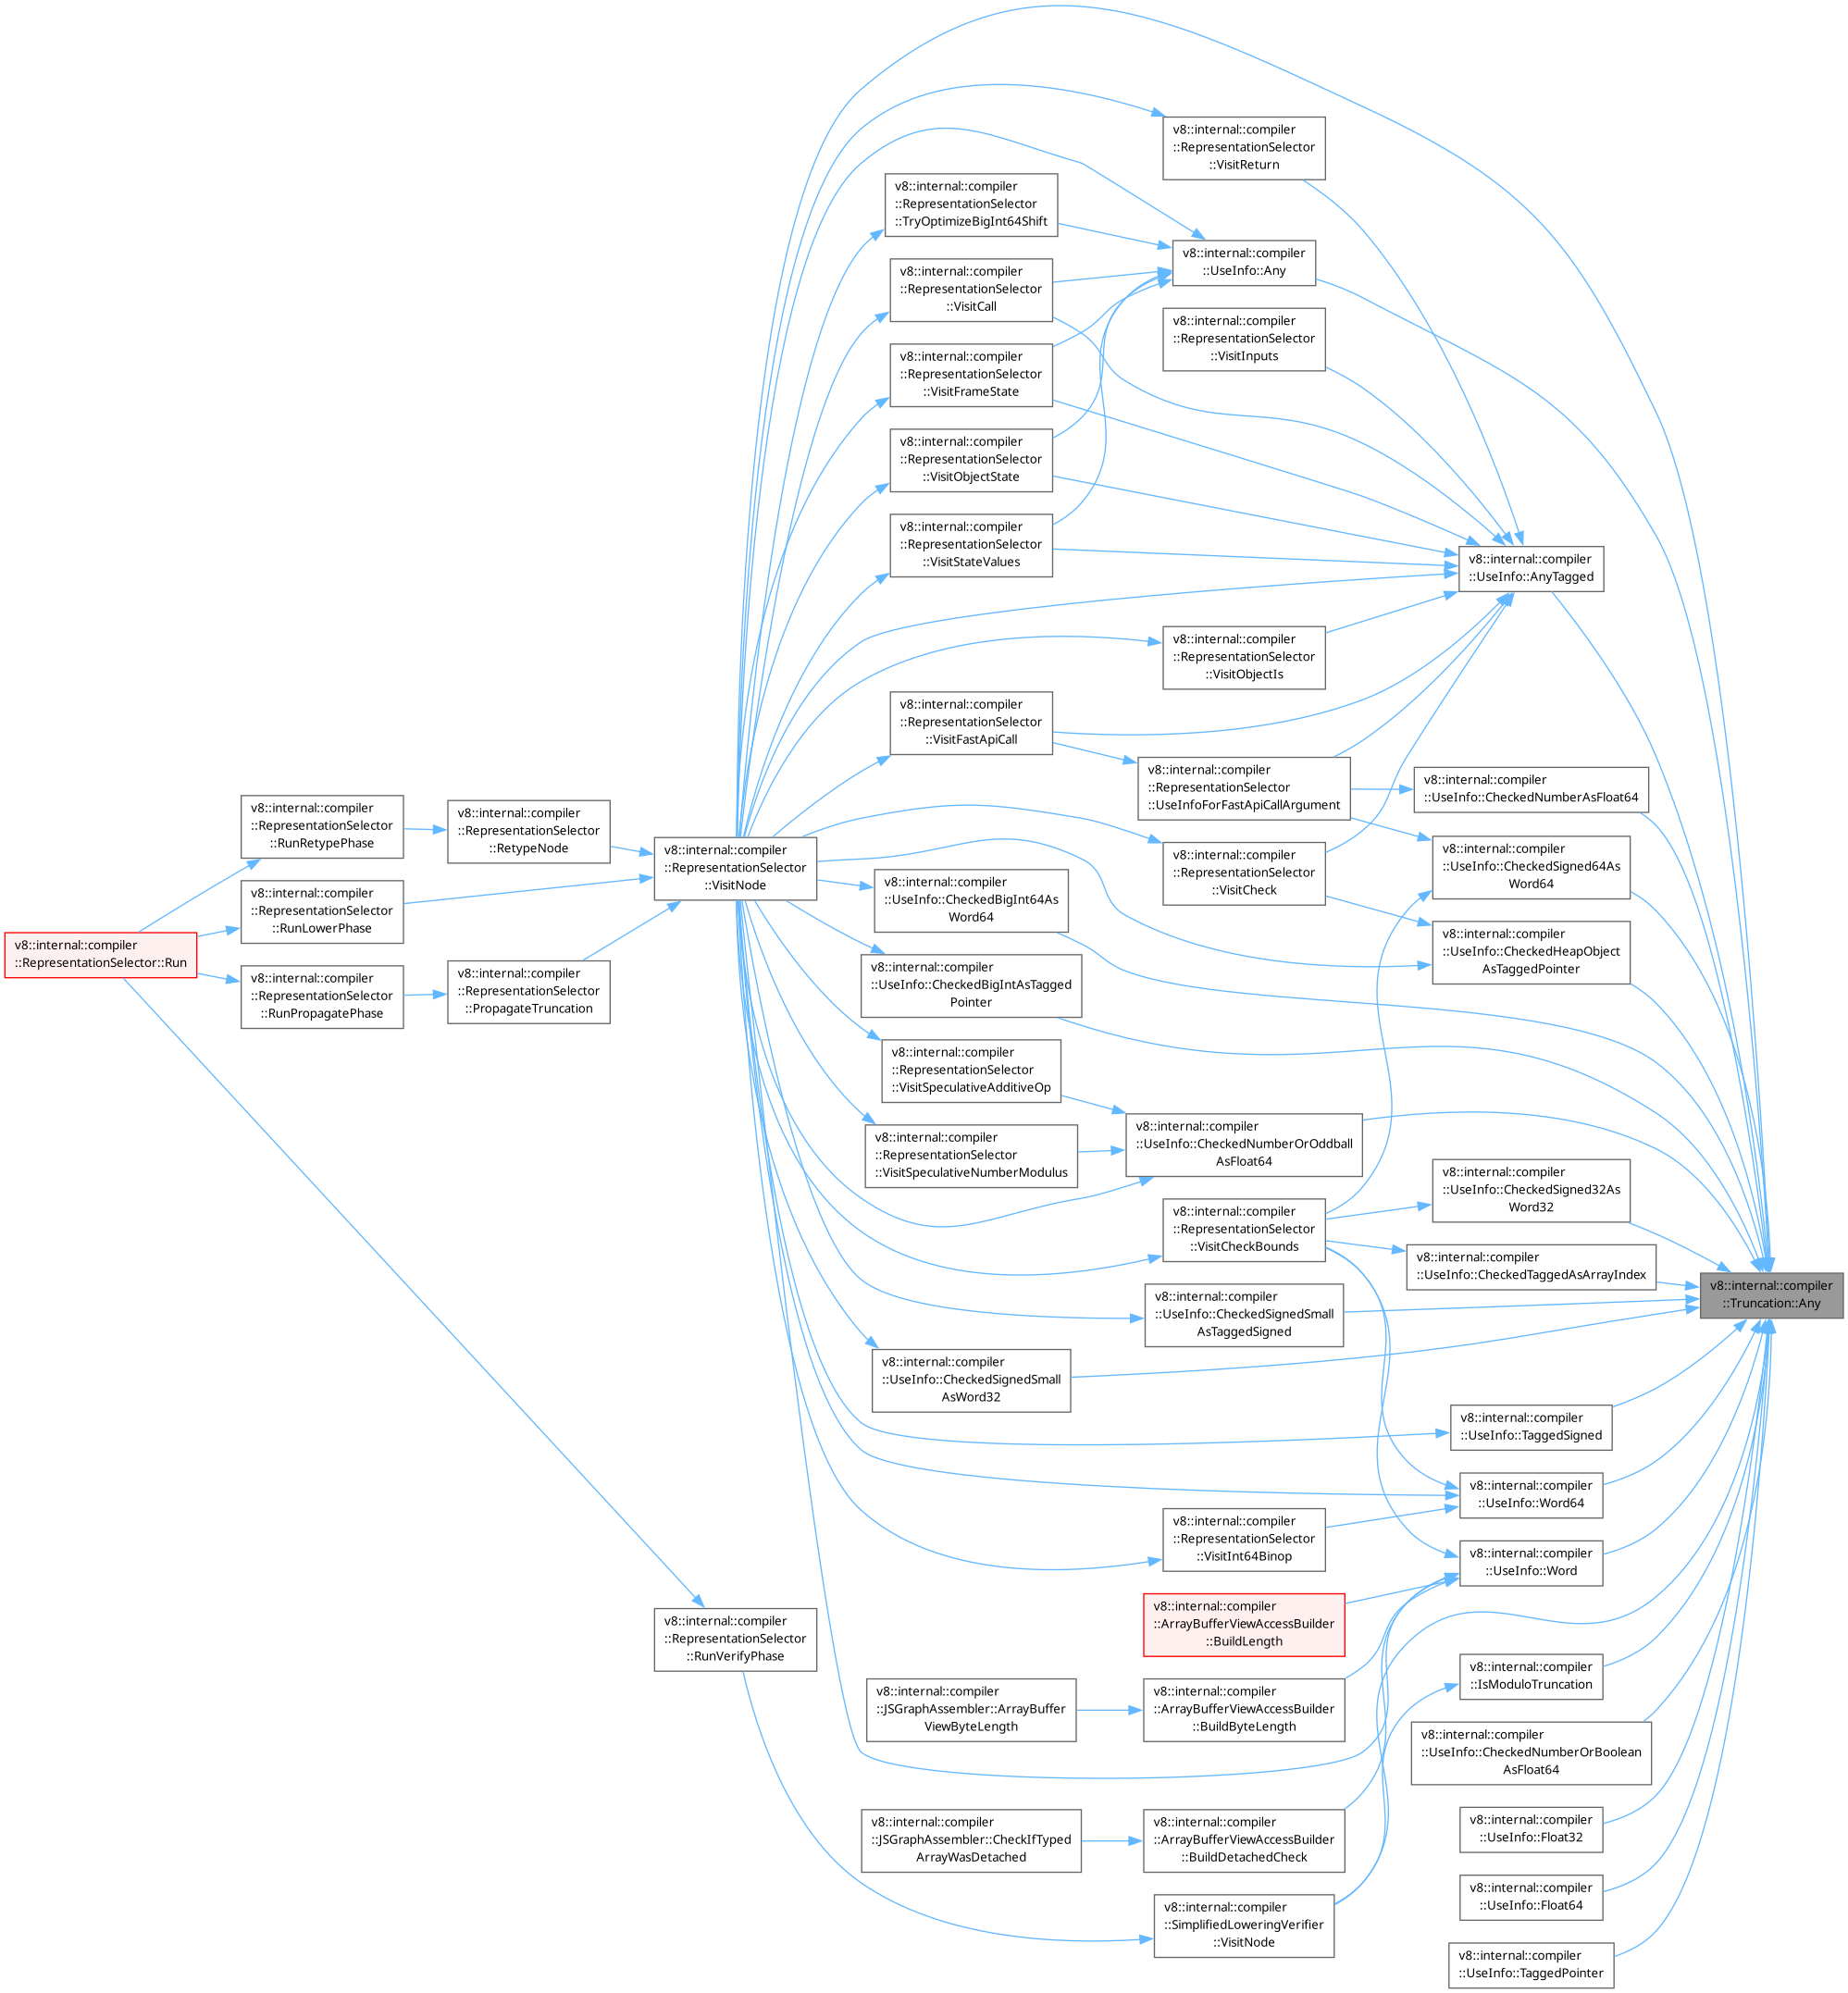 v8::internal::compiler
::RepresentationSelector
::VisitReturn
v8::internal::compiler
::RepresentationSelector
::TryOptimizeBigInt64Shift
v8::internal::compiler
::UseInfo::Any
v8::internal::compiler
::RepresentationSelector
::VisitCall
v8::internal::compiler
::RepresentationSelector
::VisitInputs
v8::internal::compiler
::RepresentationSelector
::VisitFrameState
v8::internal::compiler
::RepresentationSelector
::VisitObjectState
v8::internal::compiler
::RepresentationSelector
::VisitStateValues
v8::internal::compiler
::UseInfo::AnyTagged
v8::internal::compiler
::RepresentationSelector
::VisitObjectIs
v8::internal::compiler
::RepresentationSelector
::VisitFastApiCall
v8::internal::compiler
::RepresentationSelector
::UseInfoForFastApiCallArgument
v8::internal::compiler
::UseInfo::CheckedNumberAsFloat64
v8::internal::compiler
::RepresentationSelector
::RunRetypePhase
v8::internal::compiler
::RepresentationSelector
::RetypeNode
v8::internal::compiler
::RepresentationSelector
::VisitNode
v8::internal::compiler
::RepresentationSelector
::VisitCheck
v8::internal::compiler
::UseInfo::CheckedSigned64As
Word64
v8::internal::compiler
::RepresentationSelector
::RunLowerPhase
v8::internal::compiler
::UseInfo::CheckedBigInt64As
Word64
v8::internal::compiler
::UseInfo::CheckedHeapObject
AsTaggedPointer
v8::internal::compiler
::RepresentationSelector::Run
v8::internal::compiler
::RepresentationSelector
::RunPropagatePhase
v8::internal::compiler
::RepresentationSelector
::PropagateTruncation
v8::internal::compiler
::UseInfo::CheckedBigIntAsTagged
Pointer
v8::internal::compiler
::RepresentationSelector
::VisitSpeculativeAdditiveOp
v8::internal::compiler
::RepresentationSelector
::VisitSpeculativeNumberModulus
v8::internal::compiler
::UseInfo::CheckedNumberOrOddball
AsFloat64
v8::internal::compiler
::UseInfo::CheckedSigned32As
Word32
v8::internal::compiler
::RepresentationSelector
::VisitCheckBounds
v8::internal::compiler
::UseInfo::CheckedTaggedAsArrayIndex
v8::internal::compiler
::Truncation::Any
v8::internal::compiler
::UseInfo::CheckedSignedSmall
AsTaggedSigned
v8::internal::compiler
::UseInfo::CheckedSignedSmall
AsWord32
v8::internal::compiler
::UseInfo::TaggedSigned
v8::internal::compiler
::UseInfo::Word64
v8::internal::compiler
::RepresentationSelector
::VisitInt64Binop
v8::internal::compiler
::UseInfo::Word
v8::internal::compiler
::ArrayBufferViewAccessBuilder
::BuildLength
v8::internal::compiler
::RepresentationSelector
::RunVerifyPhase
v8::internal::compiler
::IsModuloTruncation
v8::internal::compiler
::JSGraphAssembler::ArrayBuffer
ViewByteLength
v8::internal::compiler
::ArrayBufferViewAccessBuilder
::BuildByteLength
v8::internal::compiler
::UseInfo::CheckedNumberOrBoolean
AsFloat64
v8::internal::compiler
::JSGraphAssembler::CheckIfTyped
ArrayWasDetached
v8::internal::compiler
::ArrayBufferViewAccessBuilder
::BuildDetachedCheck
v8::internal::compiler
::UseInfo::Float32
v8::internal::compiler
::UseInfo::Float64
v8::internal::compiler
::SimplifiedLoweringVerifier
::VisitNode
v8::internal::compiler
::UseInfo::TaggedPointer